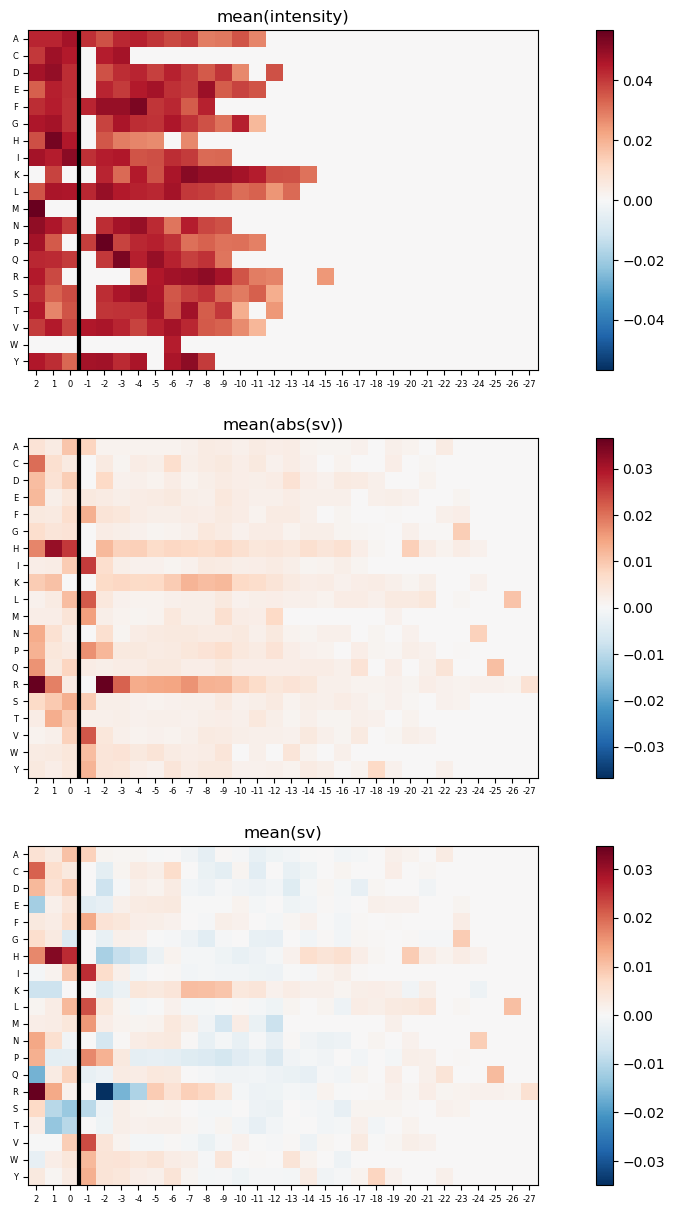 mean(intensity)
A
C
D
E
F
G
H
I
K
L
M
N
P
Q
R
S
T
V
W
Y
2 1 0 -1 -2 -3 -4 -5 -6 -7 -8 -9 -10 -11 -12 -13 -14 -15 -16 -17 -18 -19 -20 -21 -22 -23 -24 -25 -26 -27
0.04
0.02
0.00
−0.02
−0.04
mean(abs(sv))
A
C
D
E
F
G
H
I
K
L
M
N
P
Q
R
S
T
V
W
Y
2 1 0 -1 -2 -3 -4 -5 -6 -7 -8 -9 -10 -11 -12 -13 -14 -15 -16 -17 -18 -19 -20 -21 -22 -23 -24 -25 -26 -27
0.03
0.02
0.01
0.00
−0.01
−0.02
−0.03
mean(sv)
A
C
D
E
F
G
H
I
K
L
M
N
P
Q
R
S
T
V
W
Y
2 1 0 -1 -2 -3 -4 -5 -6 -7 -8 -9 -10 -11 -12 -13 -14 -15 -16 -17 -18 -19 -20 -21 -22 -23 -24 -25 -26 -27
0.03
0.02
0.01
0.00
−0.01
−0.02
−0.03